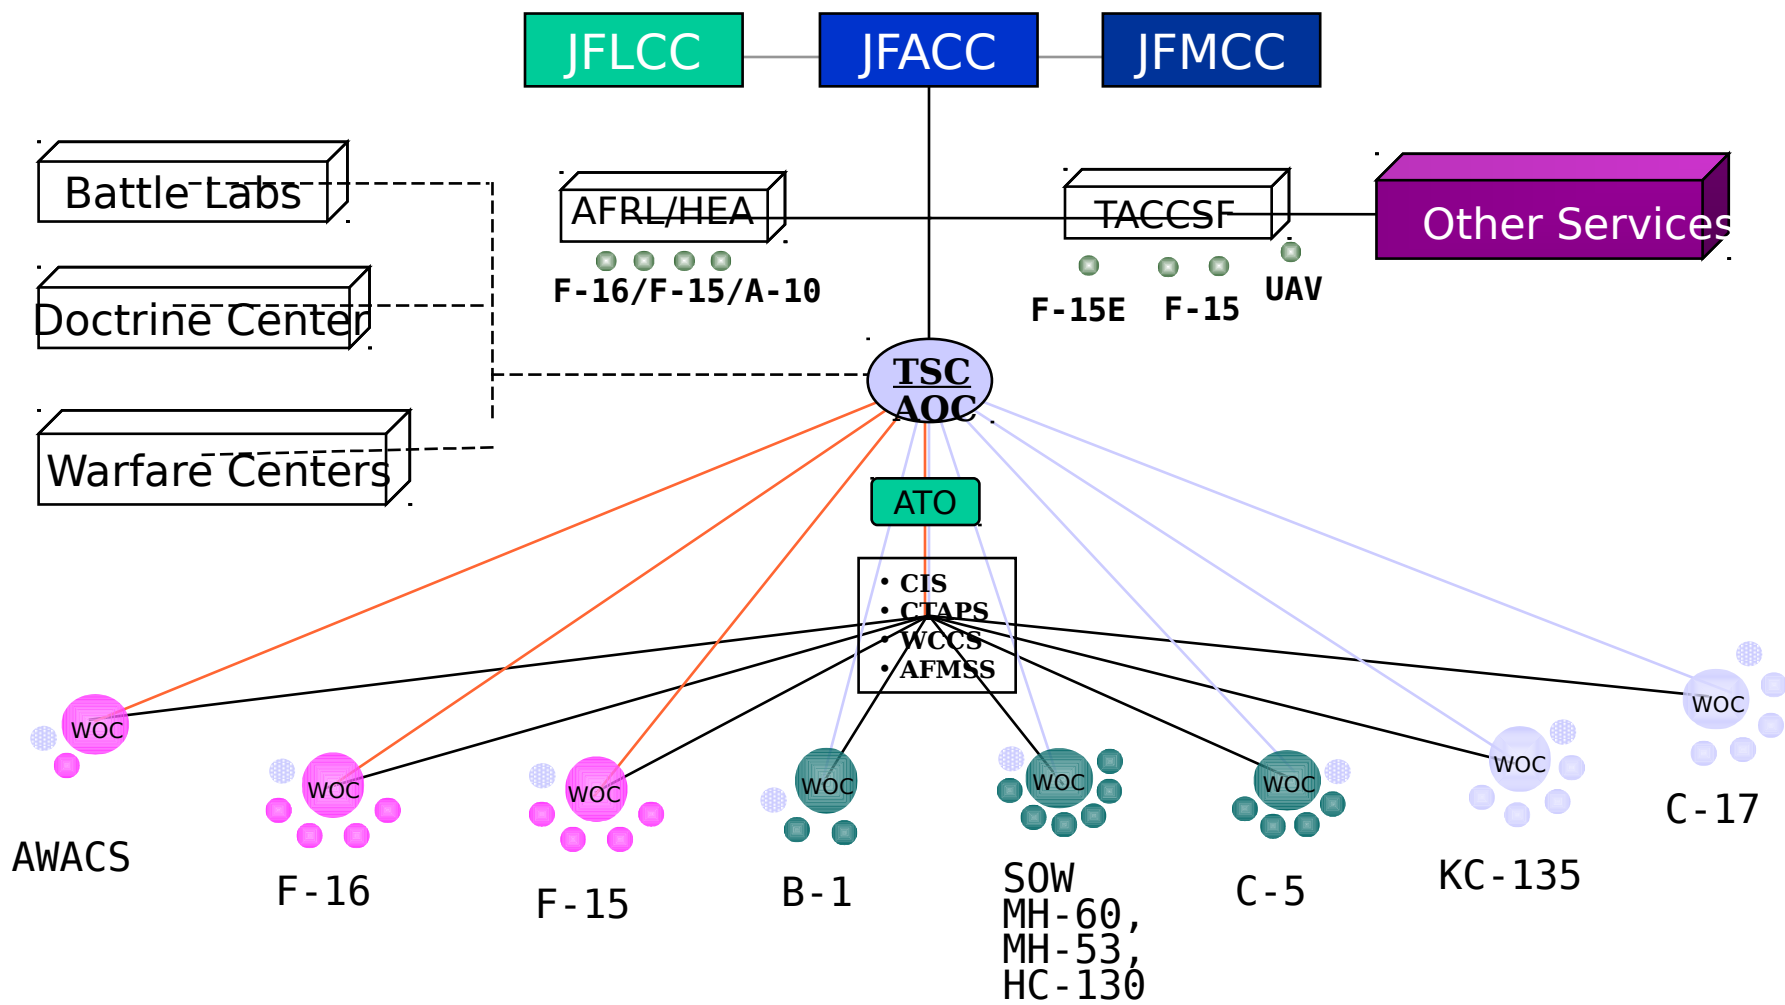 JFLCC
JFACC
JFMCC
Battle Labs
AFRL/HEA
TACCSF
Other Services
F-16/F-15/A-10
F-15E
F-15
UAV
Doctrine Center
TSC
AOC
Warfare Centers
ATO
• CIS
• CTAPS
• WCCS
• AFMSS
WOC
WOC
WOC
WOC
WOC
WOC
WOC
WOC
AWACS
F-16
F-15
B-1
SOW
MH-60,
MH-53,
HC-130
C-5
KC-135
C-17